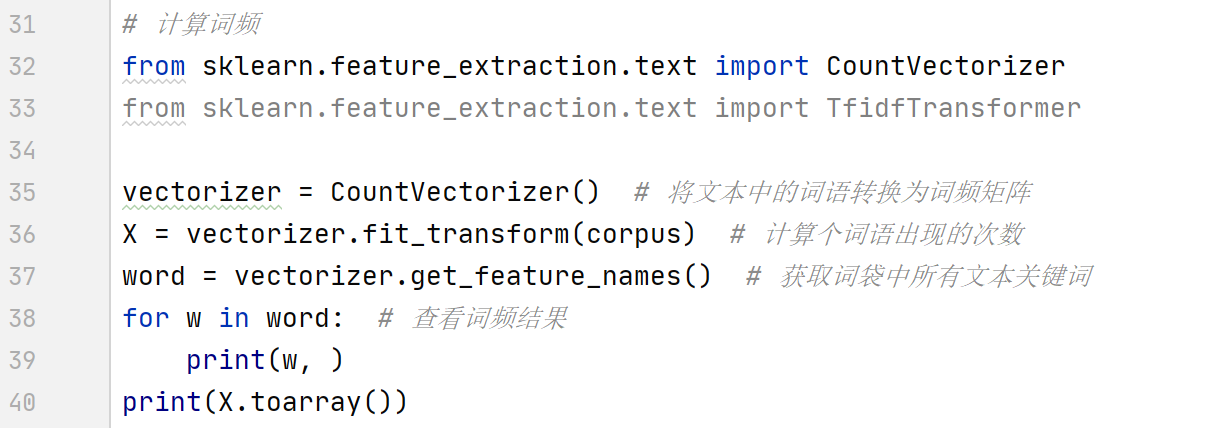 31 # 计算词频
32 from sklearn.feature_extraction.text import CountVectorizer
33 from sklearn.feature_extraction.text import TfidfTransformer
34
35 vectorizer = CountVectorizer()  # 将文本中的词语转换为词频矩阵
36 X = vectorizer.fit_transform(corpus)  # 计算个词语出现的次数
37 word = vectorizer.get_feature_names()  # 获取词袋中所有文本关键词
38 for w in word:  # 查看词频结果
39     print(w, )
40 print(X.toarray())